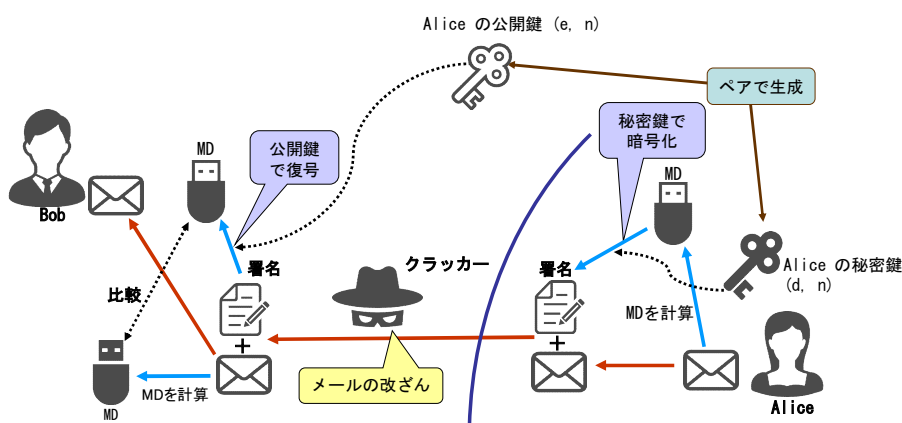 Alice の公開鍵 (e, n)
ペアで生成
秘密鍵で
暗号化
公開鍵
で復号
MD
MD
Bob
署名
クラッカー
署名
Alice の秘密鍵
(d, n)
比較
MDを計算
+
+
メールの改ざん
MDを計算
MD
Alice